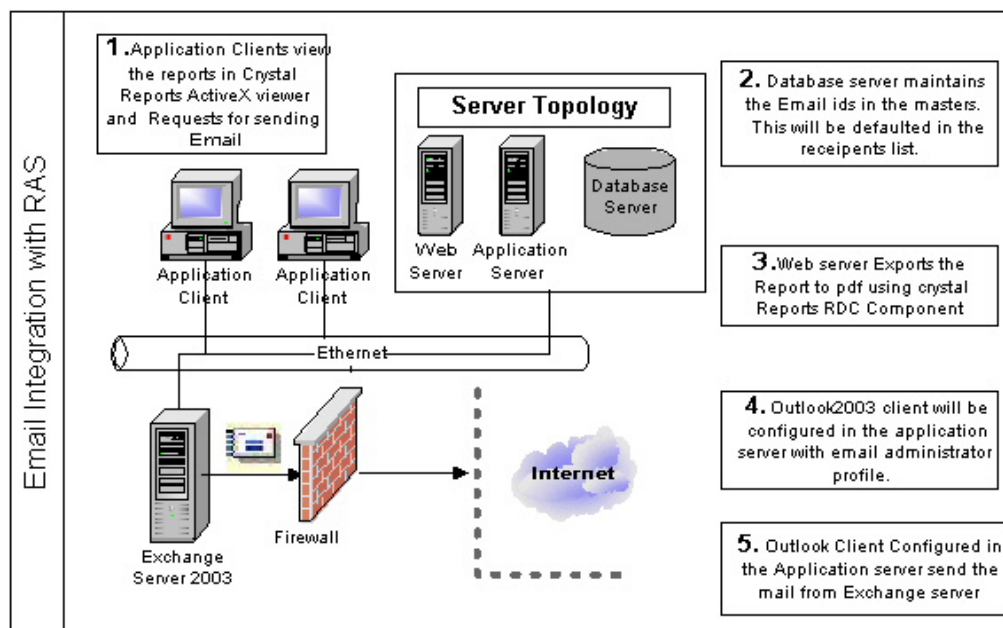 Email Integration with RAS
1.Application Clients view
the reports in Crystal
Reports ActiveX viewer
and Requests for sending
Email
Server Topology
Web
Server
Application
Server
Database
Server
Application
Client
Application
Client
Ethernet
Exchange
Server 2003
Firewall
Internet
2. Database server maintains
the Email ids in the masters.
This will be defaulted in the
receipents list.
3.Web server Exports the
Report to pdf using crystal
Reports RDC Component
4. Outlook2003 client will be
configured in the application
server with email administrator
profile.
5. Outlook Client Configured in
the Application server send the
mail from Exchange server